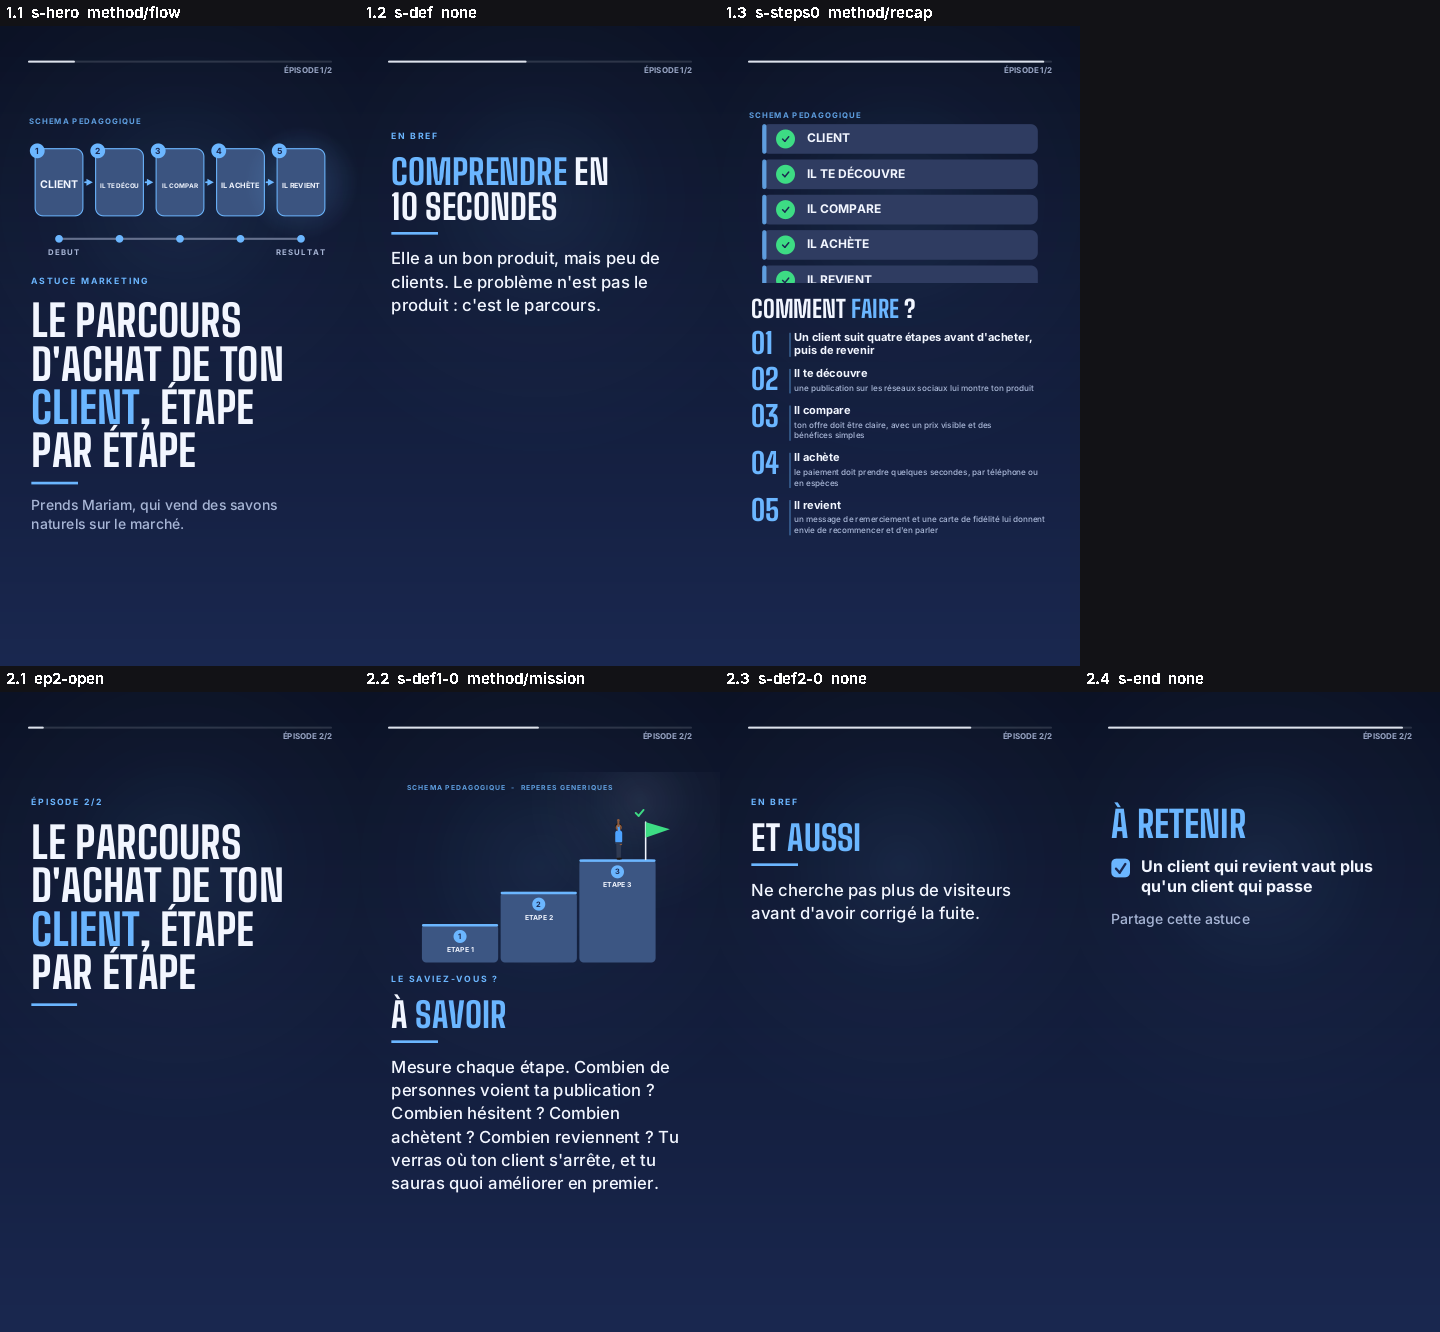 1.1 s-hero method/flow
ÉPISODE 1/2
SCHEMA PEDAGOGIQUE
1
2
3
4
5
CLIENT
IL TE DÉCOU
IL COMPAR
IL ACHÈTE
IL REVIENT
DEBUT
RESULTAT
ASTUCE MARKETING
LE PARCOURS
D'ACHAT DE TON
CLIENT, ÉTAPE
PAR ÉTAPE
Prends Mariam, qui vend des savons
naturels sur le marché.
1.2 s-def none
ÉPISODE 1/2
EN BREF
COMPRENDRE EN
10 SECONDES
Elle a un bon produit, mais peu de
clients. Le problème n'est pas le
produit : c'est le parcours.
1.3 s-steps0 method/recap
ÉPISODE 1/2
SCHEMA PEDAGOGIQUE
CLIENT
IL TE DÉCOUVRE
IL COMPARE
IL ACHÈTE
IL REVIENT
COMMENT FAIRE ?
01 Un client suit quatre étapes avant d'acheter,
puis de revenir
02 Il te découvre
une publication sur les réseaux sociaux lui montre ton produit
03 Il compare
ton offre doit être claire, avec un prix visible et des
bénéfices simples
04 Il achète
le paiement doit prendre quelques secondes, par téléphone ou
en espèces
05 Il revient
un message de remerciement et une carte de fidélité lui donnent
envie de recommencer et d'en parler
2.1 ep2-open
ÉPISODE 2/2
ÉPISODE 2/2
LE PARCOURS
D'ACHAT DE TON
CLIENT, ÉTAPE
PAR ÉTAPE
2.2 s-def1-0 method/mission
ÉPISODE 2/2
SCHEMA PEDAGOGIQUE - REPERES GENERIQUES
3
ETAPE 3
2
ETAPE 2
1
ETAPE 1
LE SAVIEZ-VOUS ?
À SAVOIR
Mesure chaque étape. Combien de
personnes voient ta publication ?
Combien hésitent ? Combien
achètent ? Combien reviennent ? Tu
verras où ton client s'arrête, et tu
sauras quoi améliorer en premier.
2.3 s-def2-0 none
ÉPISODE 2/2
EN BREF
ET AUSSI
Ne cherche pas plus de visiteurs
avant d'avoir corrigé la fuite.
2.4 s-end none
ÉPISODE 2/2
À RETENIR
Un client qui revient vaut plus
qu'un client qui passe
Partage cette astuce